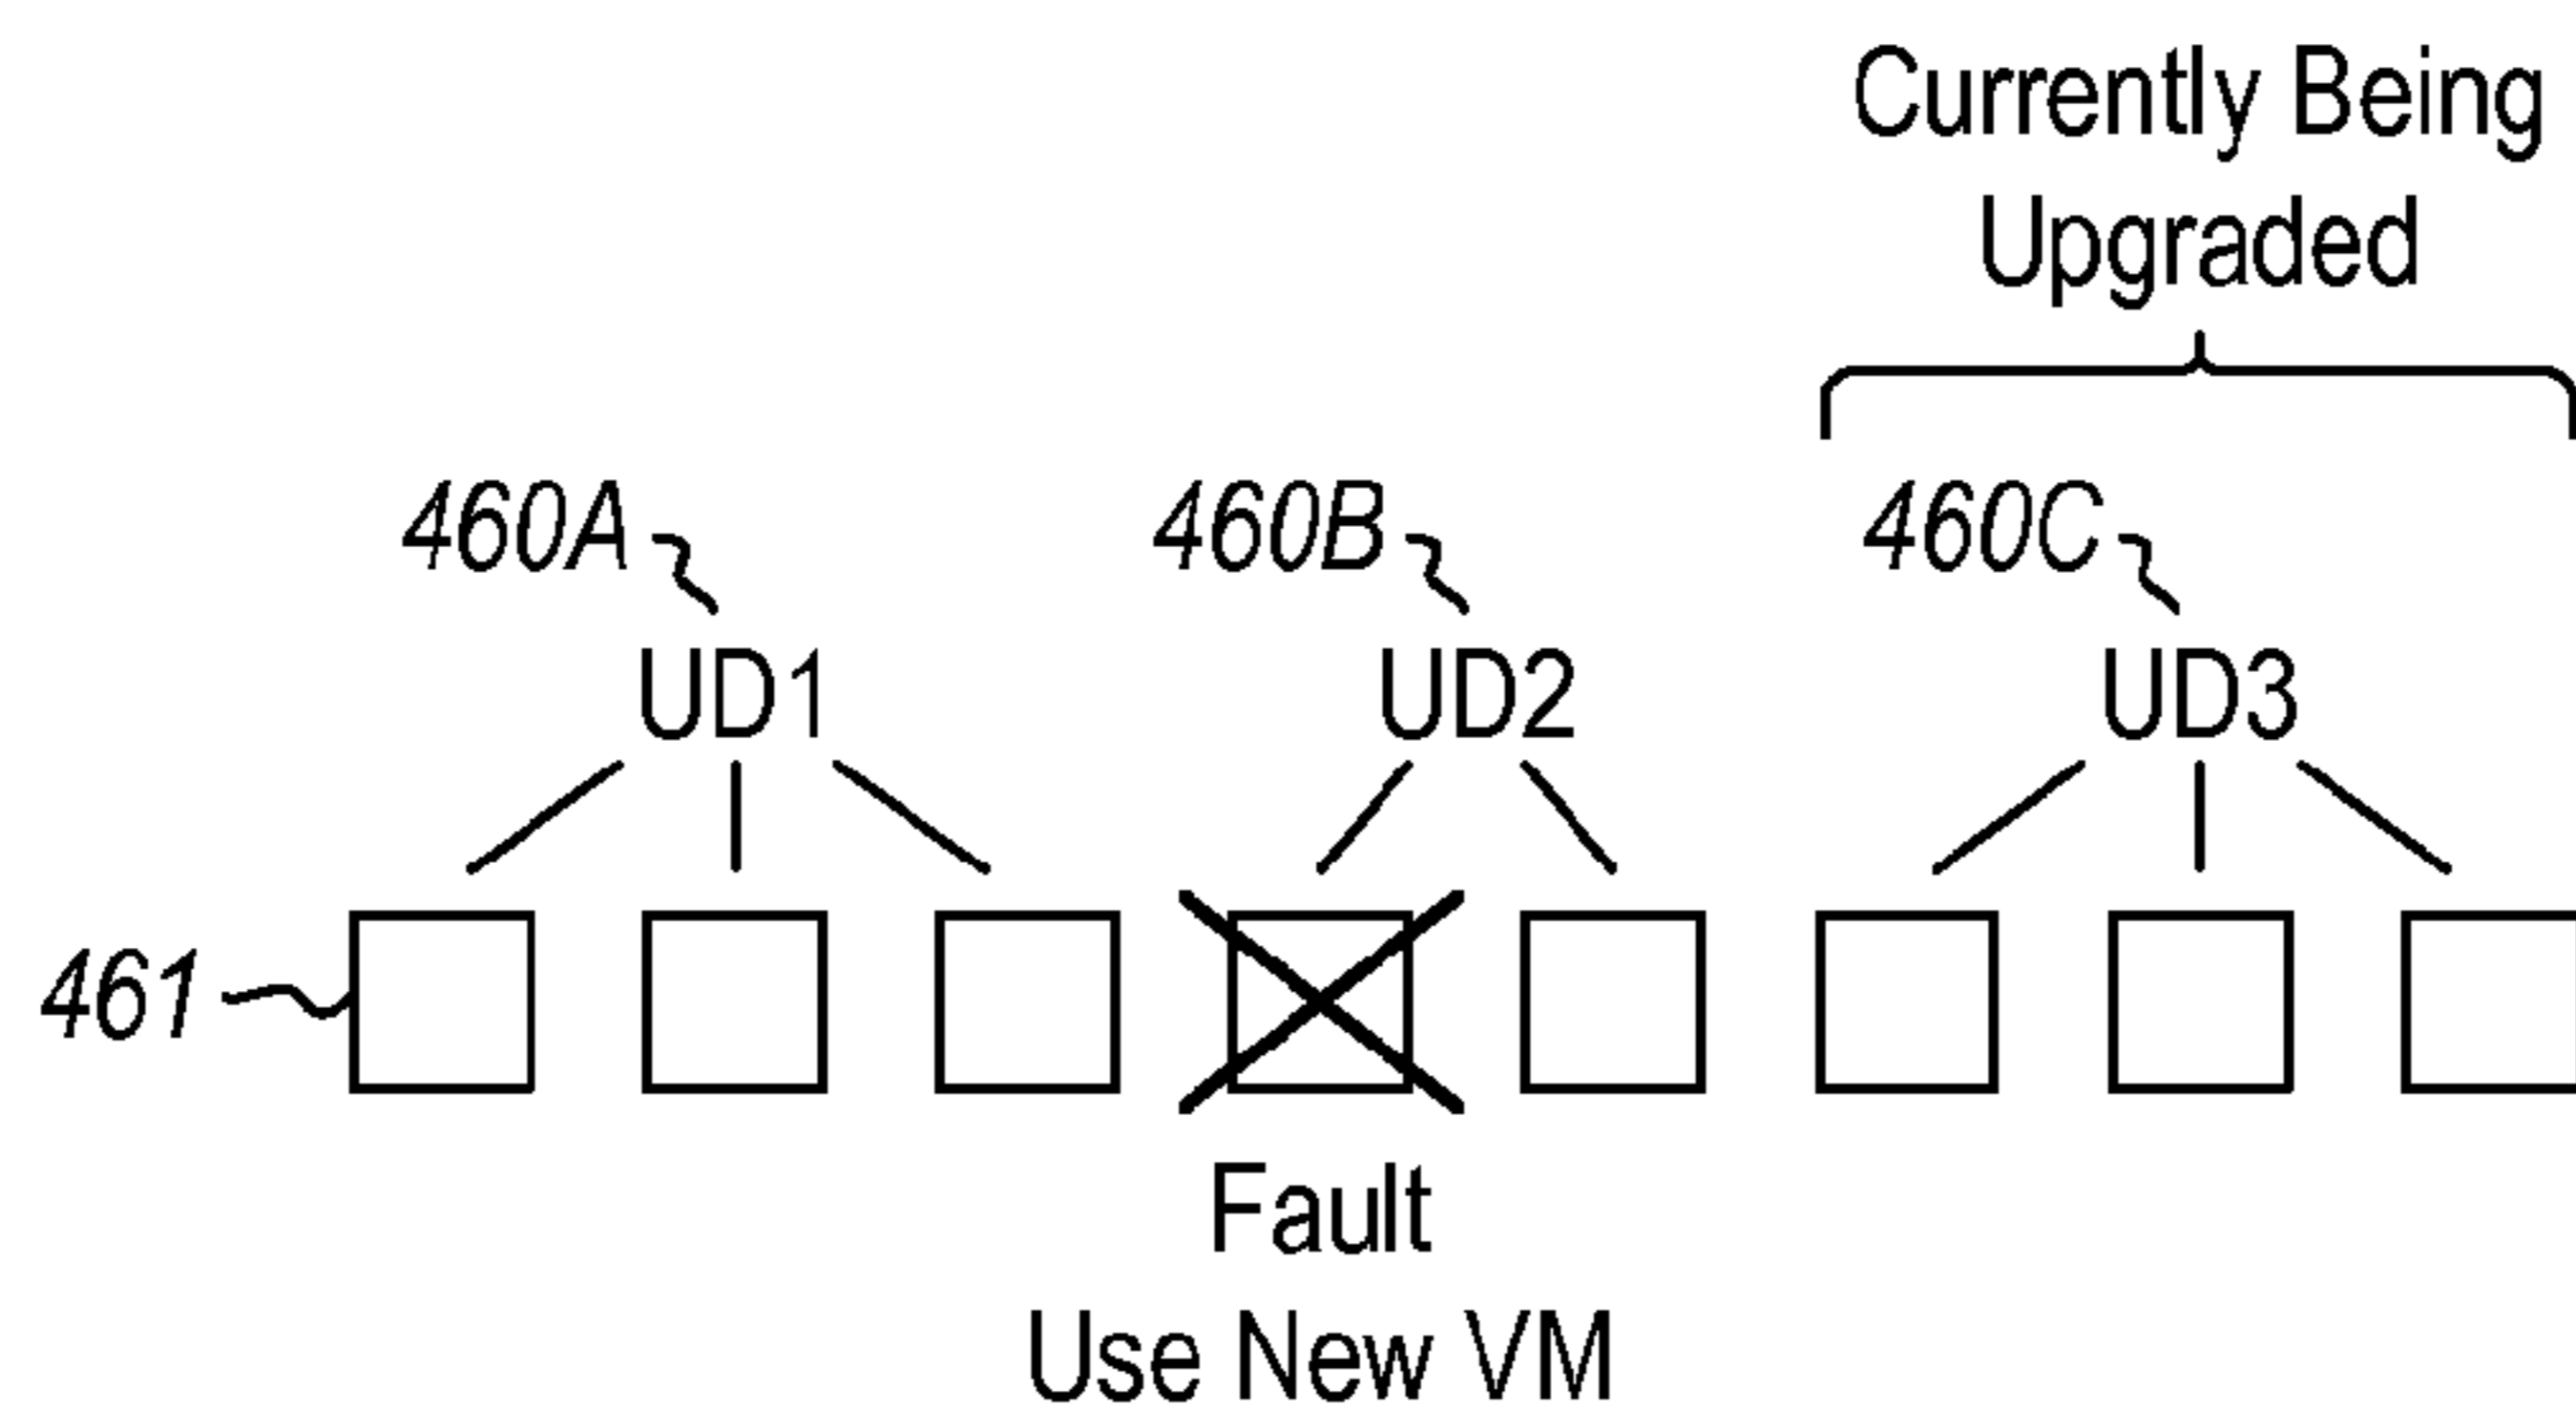 Currently Being
Upgraded
460A 460B 460C
UD1 UD2 UD3
461
Fault
Use New VM